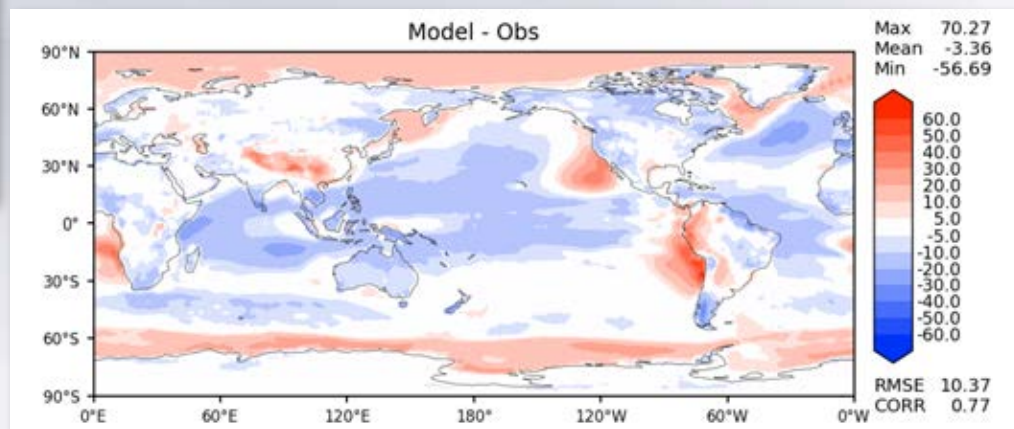 Model - Obs
Max 70.27
Mean -3.36
Min -56.69
90°N
60°N
30°N
0°
30°S
60°S
90°S
0°E
60°E
120°E
180°
120°W
60°W
0°W
60.0
50.0
40.0
30.0
20.0
10.0
5.0
-5.0
-10.0
-20.0
-30.0
-40.0
-50.0
-60.0
RMSE 10.37
CORR 0.77